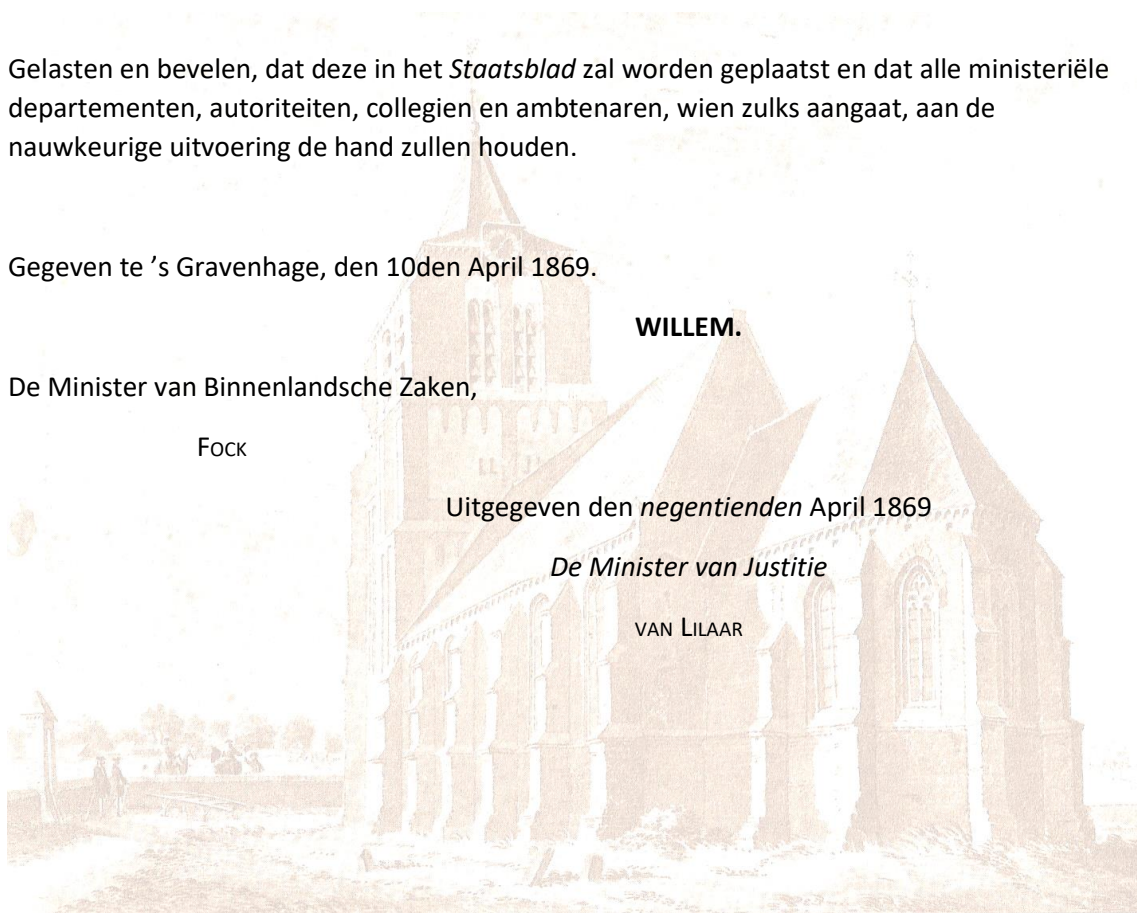 Gelasten en bevelen, dat deze in het Staatsblad zal worden geplaatst en dat alle ministeriële
departementen, autoriteiten, collegien en ambtenaren, wien zulks aangaat, aan de
nauwkeurige uitvoering de hand zullen houden.
Gegeven te ’s Gravenhage, den 10den April 1869.
WILLEM.
De Minister van Binnenlandsche Zaken,
Fock
Uitgegeven den negentienden April 1869
De Minister van Justitie
van Lilaar